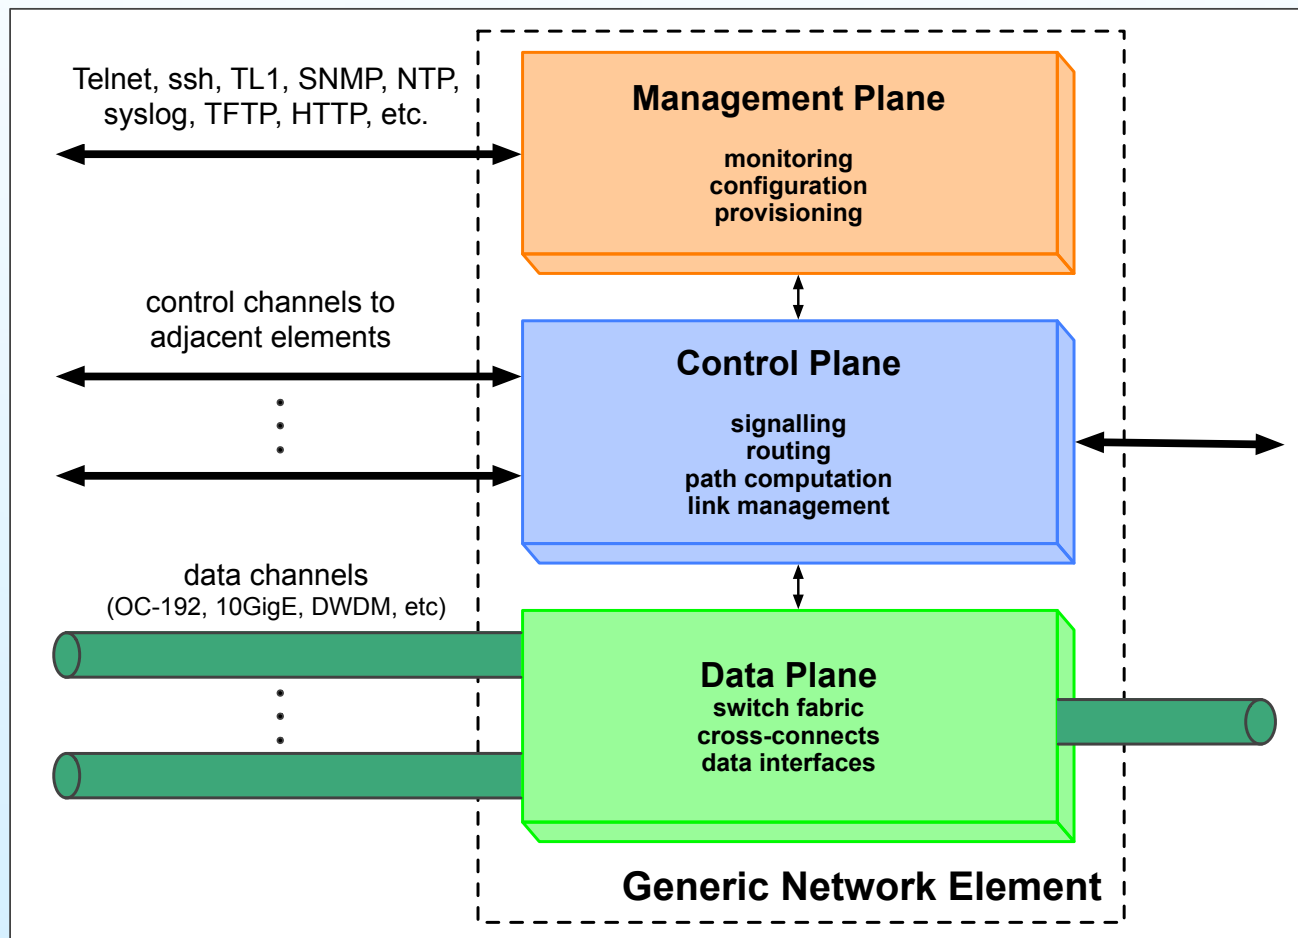 Telnet, ssh, TL1, SNMP, NTP,
syslog, TFTP, HTTP, etc.
Management Plane
monitoring
configuration
provisioning
control channels to
adjacent elements
Control Plane
signalling
routing
path computation
link management
data channels
(OC-192, 10GigE, DWDM, etc)
Data Plane
switch fabric
cross-connects
data interfaces
Generic Network Element